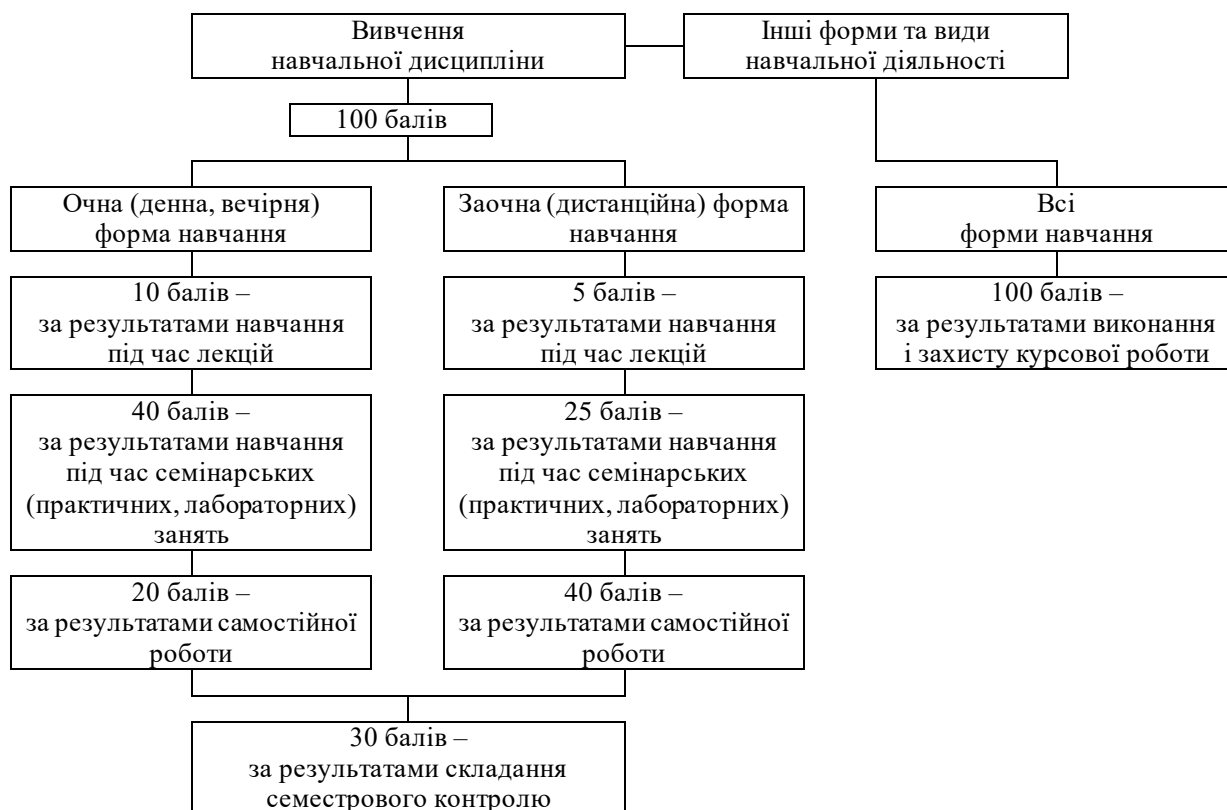 Вивчення
навчальної дисципліни
Інші форми та види
навчальної діяльності
100 балів
Очна (денна, вечірня)
форма навчання
Заочна (дистанційна) форма
навчання
Всі
форми навчання
10 балів –
за результатами навчання
під час лекцій
5 балів –
за результатами навчання
під час лекцій
100 балів –
за результатами виконання
і захисту курсової роботи
40 балів –
за результатами навчання
під час семінарських
(практичних, лабораторних)
занять
25 балів –
за результатами навчання
під час семінарських
(практичних, лабораторних)
занять
20 балів –
за результатами самостійної
роботи
40 балів –
за результатами самостійної
роботи
30 балів –
за результатами складання
семестрового контролю